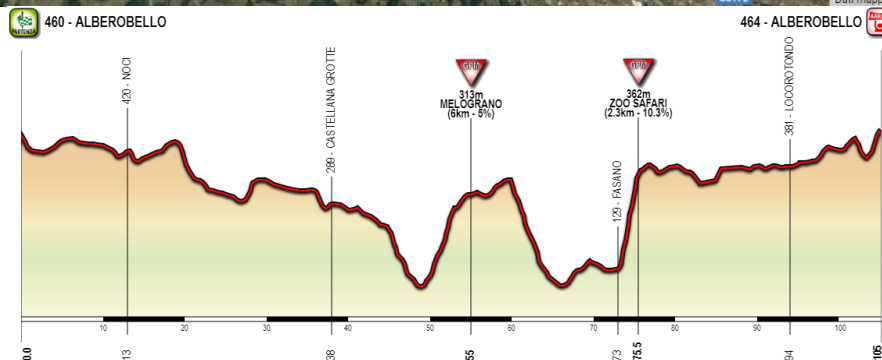 460 - ALBEROBELLO
464 - ALBEROBELLO
PARTENZA
420 - NOCI
289 - CASTELLANA GROTTE
GPM
313m
MELOGRANO
(6km - 5%)
129 - FASANO
GPM
362m
ZOO SAFARI
(2.3km - 10.3%)
381 - LOCOROTONDO
10
20
30
40
50
60
70
80
90
100
0.0
13
38
55
73
75.5
94
105